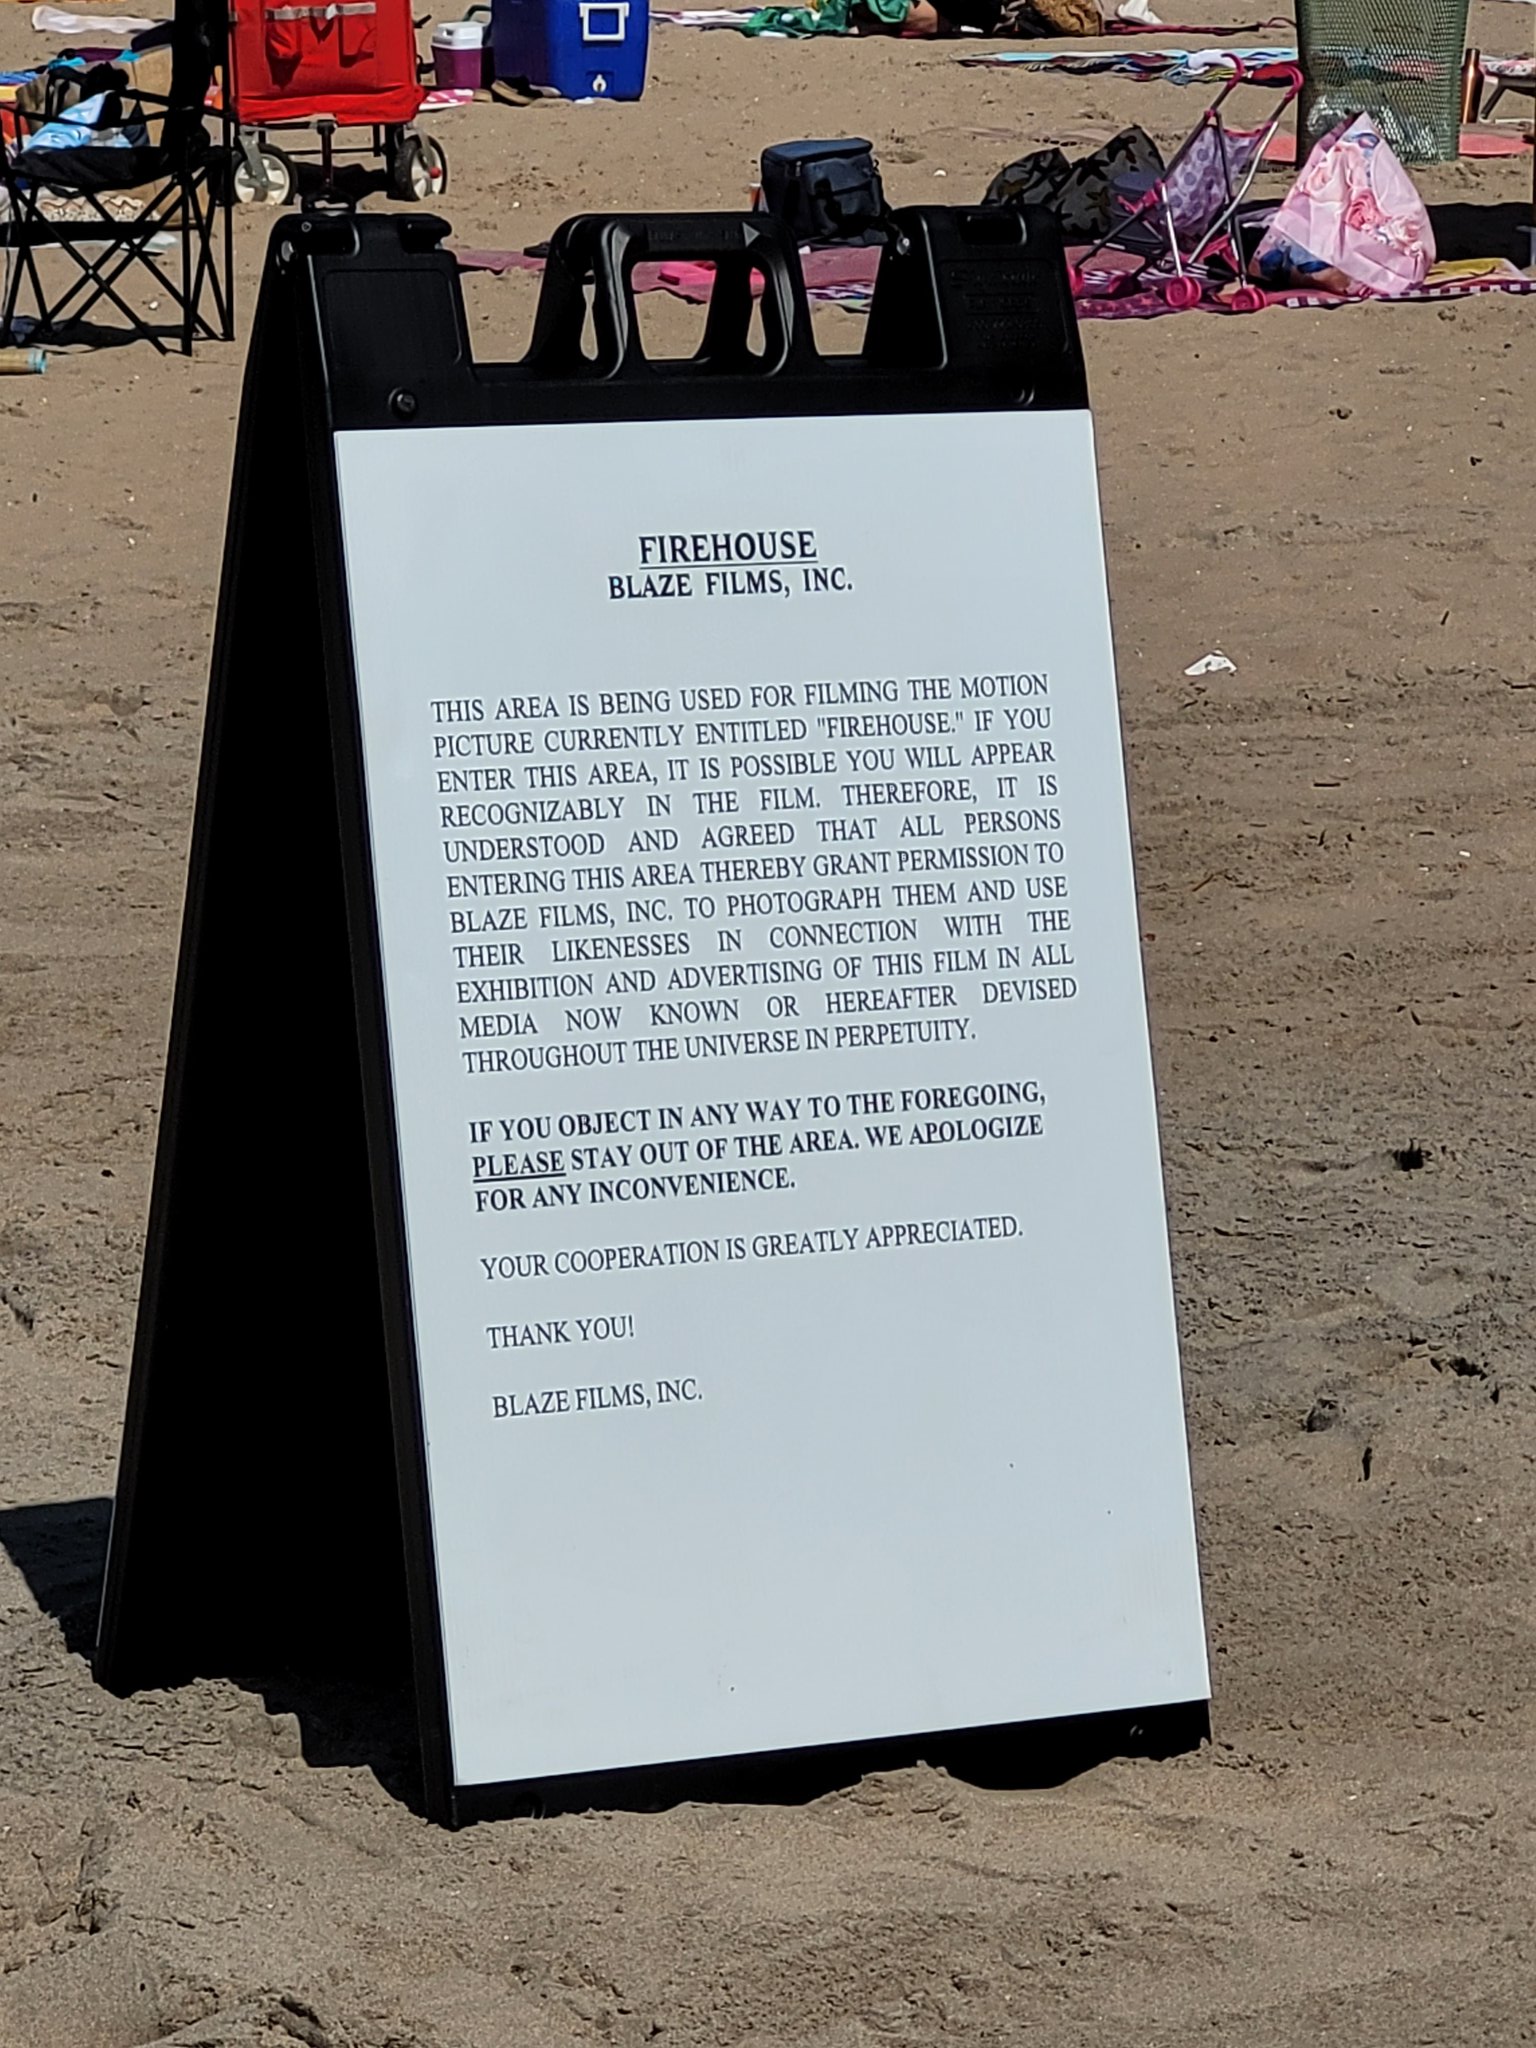 FIREHOUSE
BLAZE FILMS, INC.
THIS AREA IS BEING USED FOR FILMING THE MOTION
PICTURE CURRENTLY ENTITLED "FIREHOUSE." IF YOU
ENTER THIS AREA, IT IS POSSIBLE YOU WILL APPEAR
RECOGNIZABLY IN THE FILM. THEREFORE, IT IS
UNDERSTOOD AND AGREED THAT ALL PERSONS
ENTERING THIS AREA THEREBY GRANT PERMISSION TO
BLAZE FILMS, INC. TO PHOTOGRAPH THEM AND USE
THEIR LIKENESSES IN CONNECTION WITH THE
EXHIBITION AND ADVERTISING OF THIS FILM IN ALL
MEDIA NOW KNOWN OR HEREAFTER DEVISED
THROUGHOUT THE UNIVERSE IN PERPETUITY.
IF YOU OBJECT IN ANY WAY TO THE FOREGOING,
PLEASE STAY OUT OF THE AREA. WE APOLOGIZE
FOR ANY INCONVENIENCE.
YOUR COOPERATION IS GREATLY APPRECIATED.
THANK YOU!
BLAZE FILMS, INC.